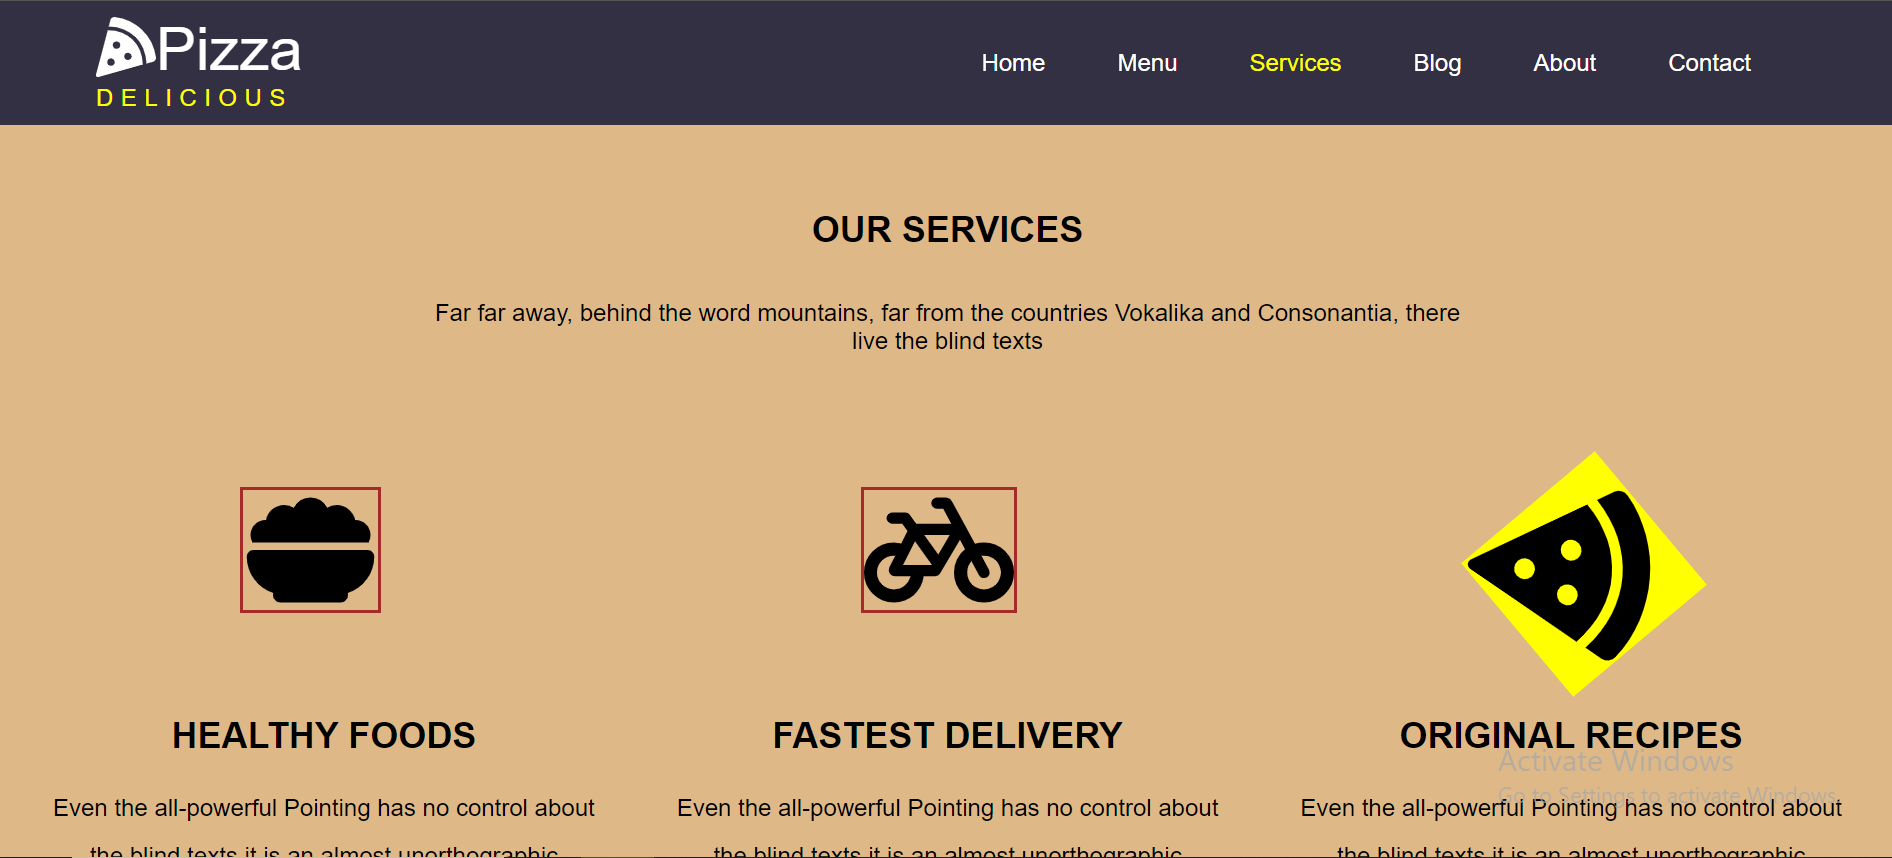 Pizza
DELICIOUS
Home Menu Services Blog About Contact
OUR SERVICES
Far far away, behind the word mountains, far from the countries Vokalika and Consonantia, there
live the blind texts
HEALTHY FOODS
FASTEST DELIVERY
ORIGINAL RECIPES
Activate Windows
Go to Settings to activate Windows.
Even the all-powerful Pointing has no control about
the blind texts it is an almost unorthographic
Even the all-powerful Pointing has no control about
the blind texts it is an almost unorthographic
Even the all-powerful Pointing has no control about
the blind texts it is an almost unorthographic